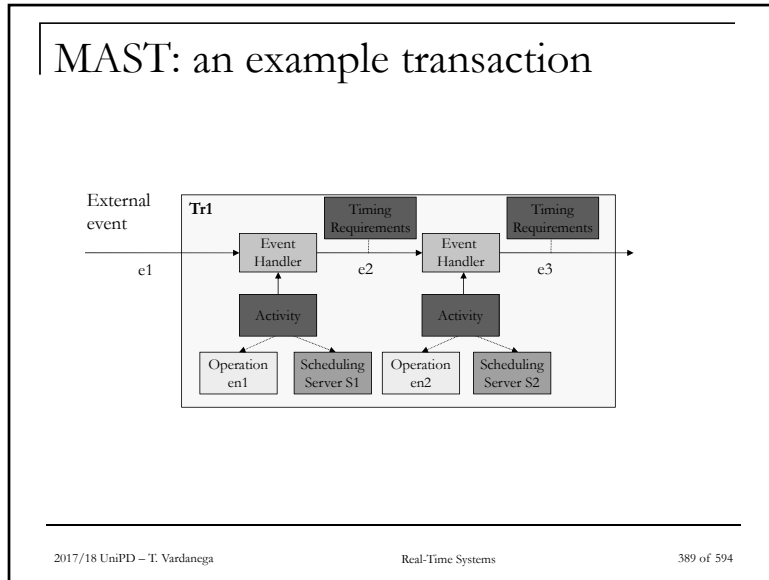 MAST: an example transaction
External
event
Tr1
Timing
Requirements
Timing
Requirements
Event
Handler
Event
Handler
e1
e2
e3
Activity
Activity
Operation
en1
Scheduling
Server S1
Operation
en2
Scheduling
Server S2
2017/18 UniPD – T. Vardanega
Real-Time Systems
389 of 594